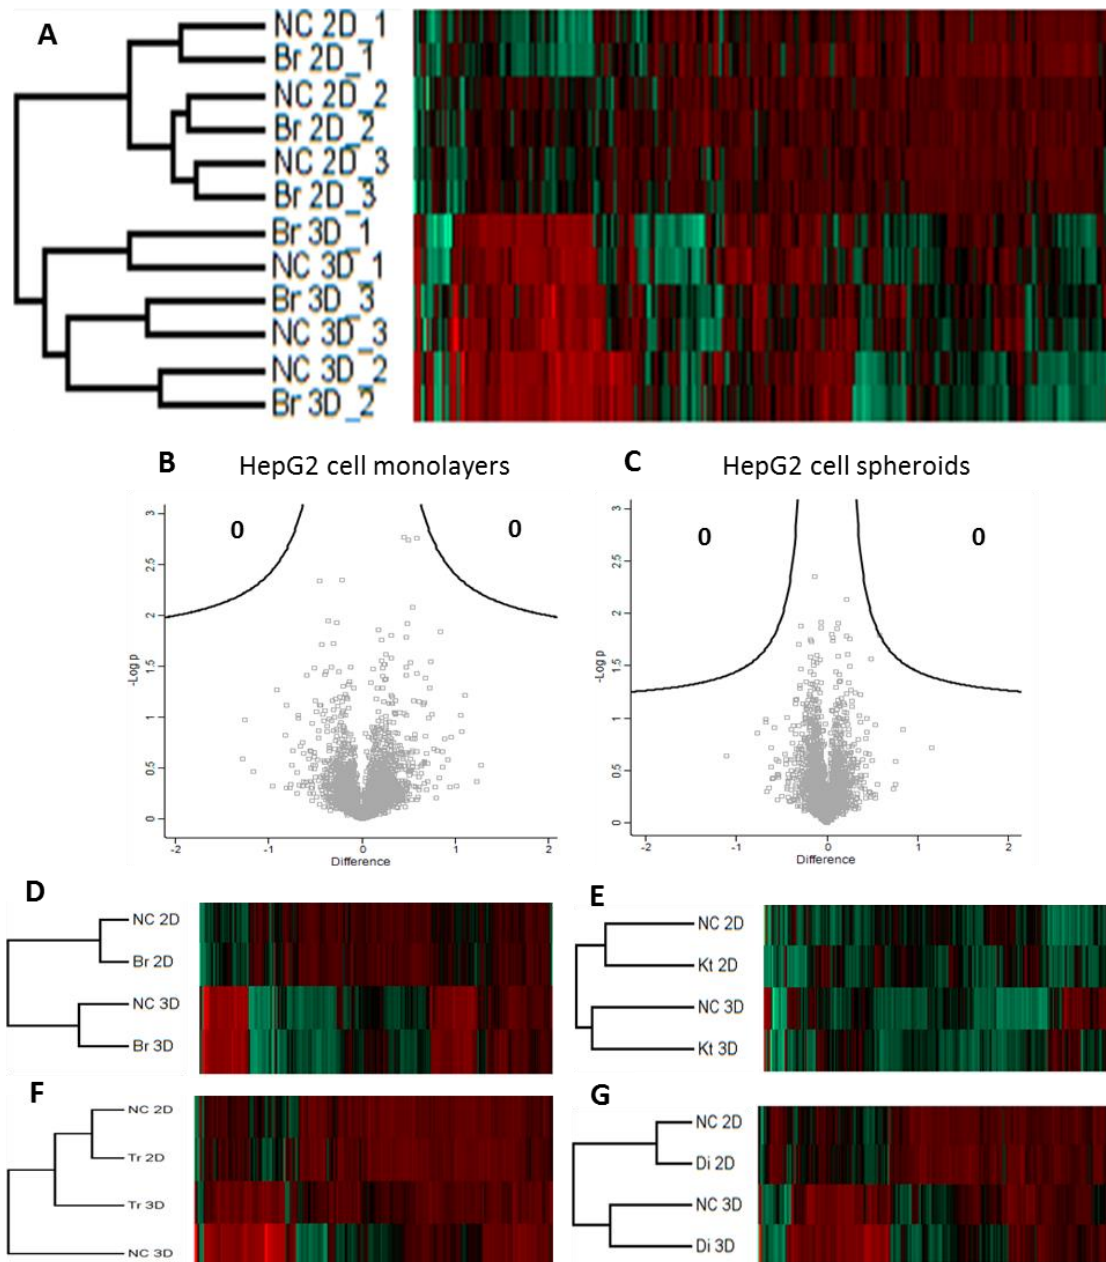 A
NC 2D_1
Br 2D_1
NC 2D_2
Br 2D_2
NC 2D_3
Br 2D_3
Br 3D_1
NC 3D_1
Br 3D_3
NC 3D_3
NC 3D_2
Br 3D_2
B HepG2 cell monolayers
0 0
3
2.5
2
1.5
1
0.5
0
-Log p
-2 -1 0 1 2
Difference
C HepG2 cell spheroids
0 0
3
2.5
2
1.5
1
0.5
0
-Log p
-2 -1 0 1 2
Difference
D
NC 2D
Br 2D
NC 3D
Br 3D
E
NC 2D
Kt 2D
NC 3D
Kt 3D
F
NC 2D
Tr 2D
Tr 3D
NC 3D
G
NC 2D
Di 2D
NC 3D
Di 3D